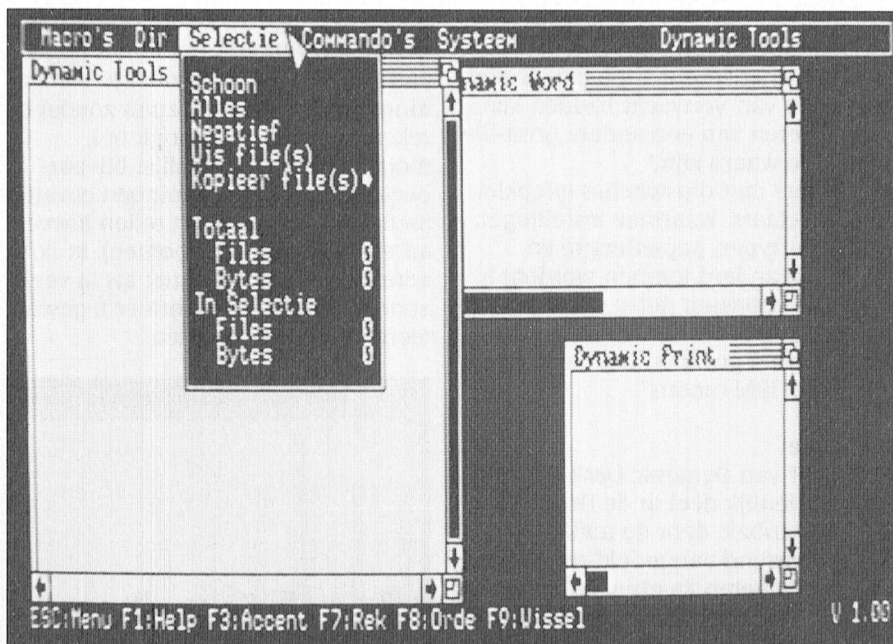 Macro's Dir Selectie Commando's Systeem Dynamic Tools
Dynamic Tools
namic Word
Schoon
Alles
Negatief
Wis file(s)
Kopieer file(s)
Totaal
Files 0
Bytes 0
In Selectie
Files 0
Bytes 0
Dynamic Print
ESC:Menu F1:Help F3:Accent F7:Rek F8:Orde F9:Wissel V 1.00